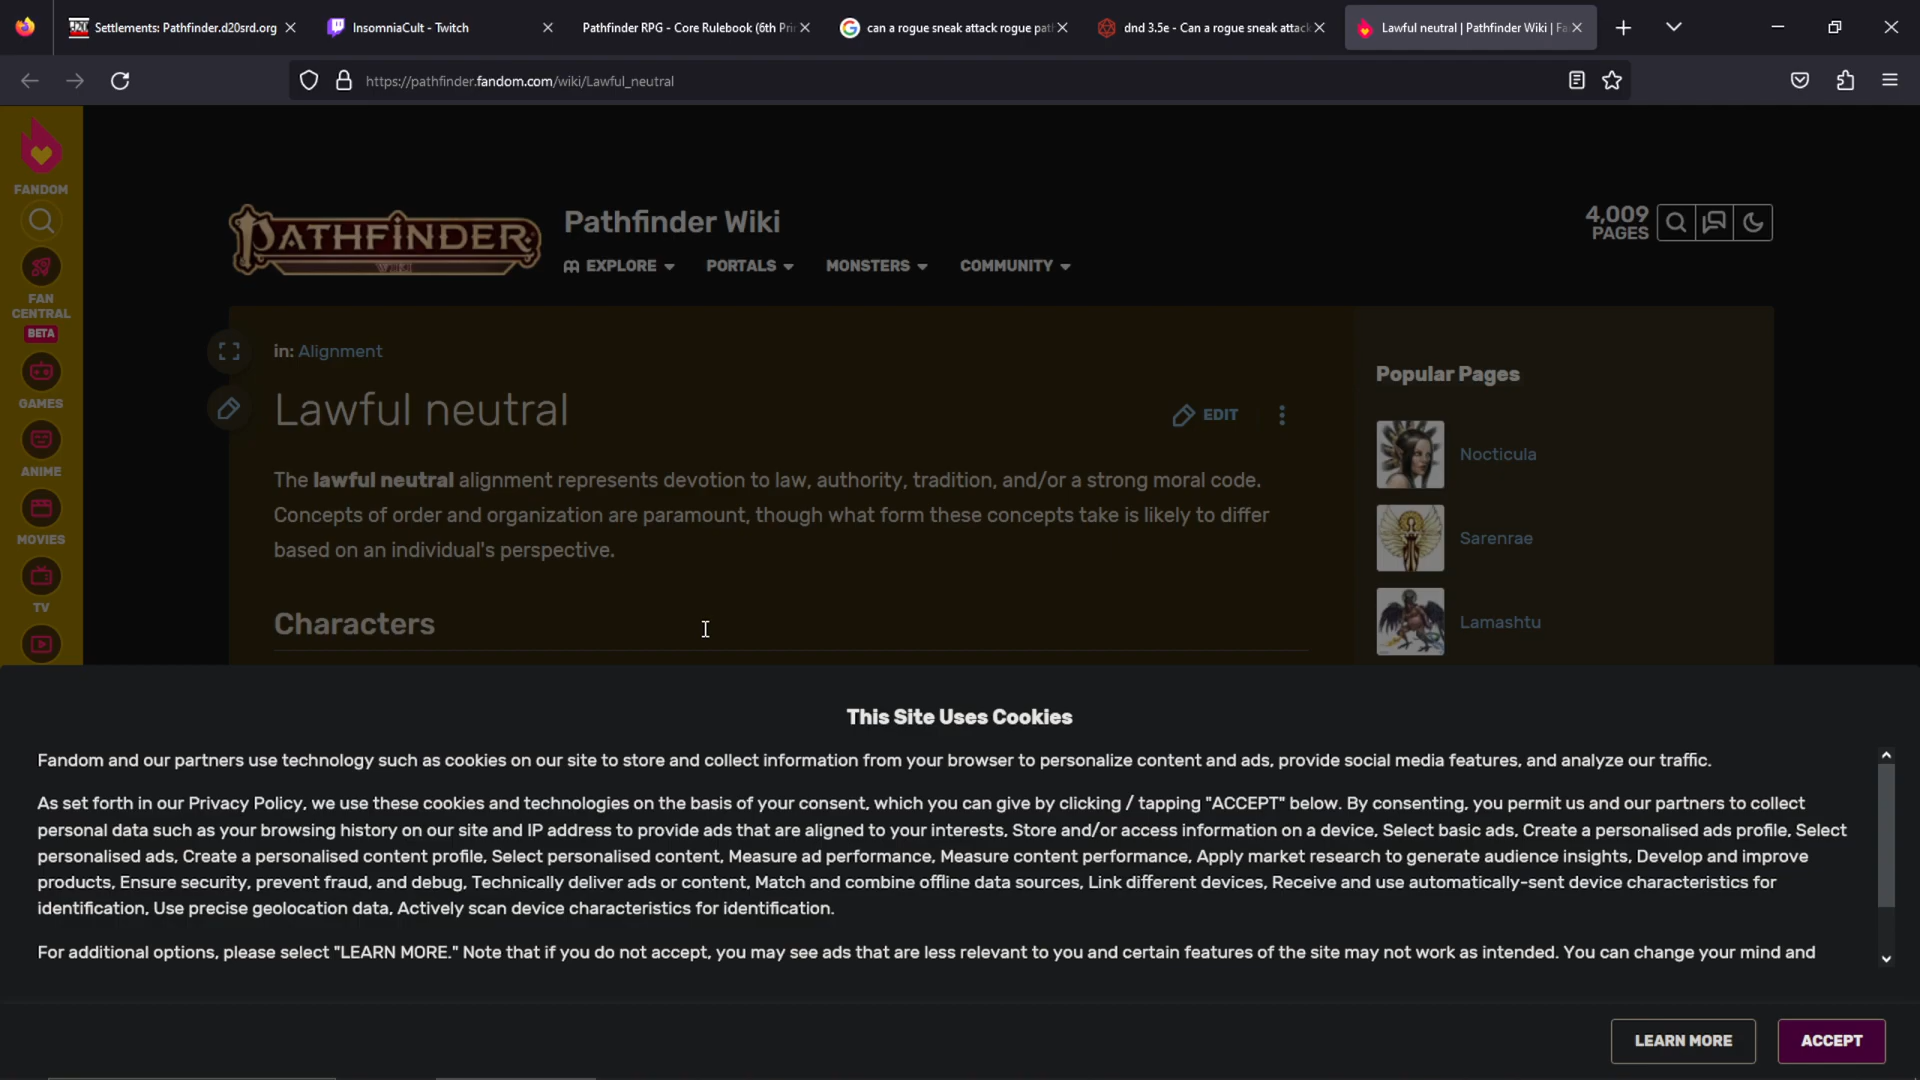 Settlements: Pathfinder.d20srd.org
InsomniaCult - Twitch
Pathfinder RPG - Core Rulebook (6th Pri
can a rogue sneak attack rogue pat
dnd 3.5e - Can a rogue sneak attack
Lawful neutral | Pathfinder Wiki | Fa
https://pathfinder.fandom.com/wiki/Lawful_neutral
FANDOM
FAN
CENTRAL
BETA
GAMES
ANIME
MOVIES
TV
PATHFINDER
WIKI
Pathfinder Wiki
EXPLORE
PORTALS
MONSTERS
COMMUNITY
4,009
PAGES
in: Alignment
Lawful neutral
EDIT
The lawful neutral alignment represents devotion to law, authority, tradition, and/or a strong moral code.
Concepts of order and organization are paramount, though what form these concepts take is likely to differ
based on an individual's perspective.
Characters
Popular Pages
Nocticula
Sarenrae
Lamashtu
This Site Uses Cookies
Fandom and our partners use technology such as cookies on our site to store and collect information from your browser to personalize content and ads, provide social media features, and analyze our traffic.
As set forth in our Privacy Policy, we use these cookies and technologies on the basis of your consent, which you can give by clicking / tapping "ACCEPT" below. By consenting, you permit us and our partners to collect
personal data such as your browsing history on our site and IP address to provide ads that are aligned to your interests, Store and/or access information on a device, Select basic ads, Create a personalised ads profile, Select
personalised ads, Create a personalised content profile, Select personalised content, Measure ad performance, Measure content performance, Apply market research to generate audience insights, Develop and improve
products, Ensure security, prevent fraud, and debug, Technically deliver ads or content, Match and combine offline data sources, Link different devices, Receive and use automatically-sent device characteristics for
identification, Use precise geolocation data, Actively scan device characteristics for identification.
For additional options, please select "LEARN MORE." Note that if you do not accept, you may see ads that are less relevant to you and certain features of the site may not work as intended. You can change your mind and
LEARN MORE
ACCEPT